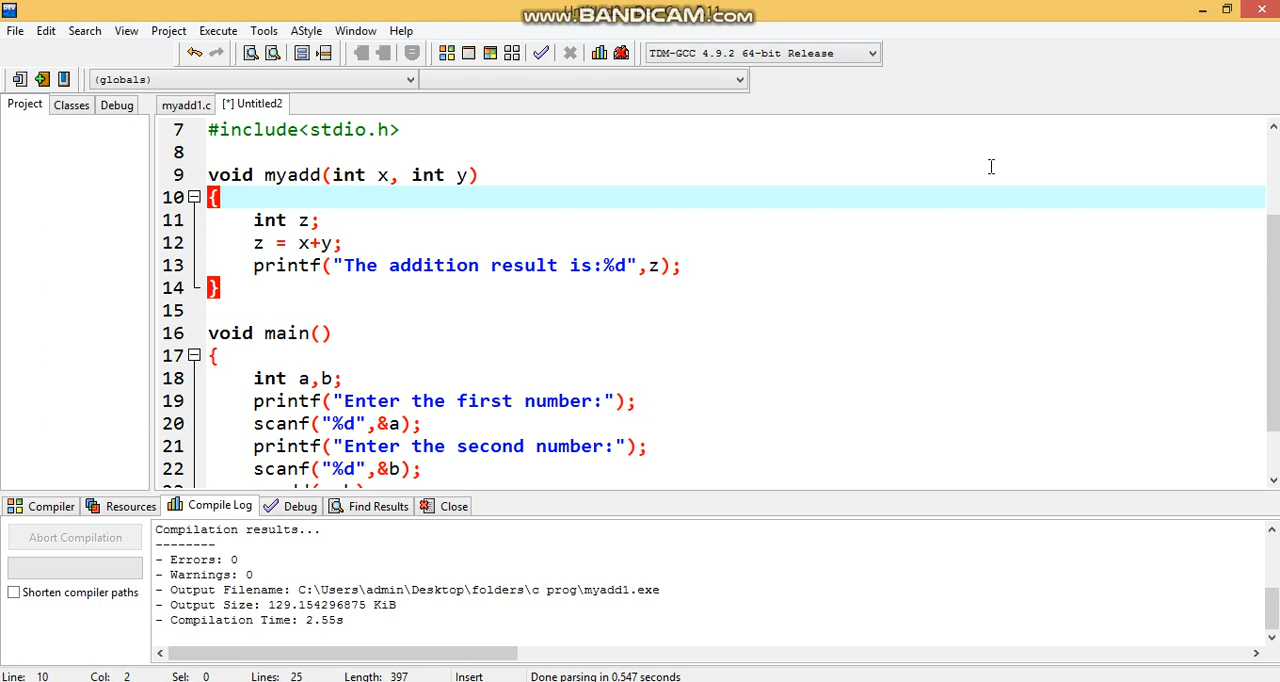 www.BANDICAM.com
File Edit Search View Project Execute Tools AStyle Window Help
TDM-GCC 4.9.2 64-bit Release
(globals)
Project Classes Debug myadd1.c [*] Untitled2
7 #include<stdio.h>
8
9 void myadd(int x, int y)
10 {
11 int z;
12 z = x+y;
13 printf("The addition result is:%d",z);
14 }
15
16 void main()
17 {
18 int a,b;
19 printf("Enter the first number:");
20 scanf("%d",&a);
21 printf("Enter the second number:");
22 scanf("%d",&b);
Compiler Resources Compile Log Debug Find Results Close
Abort Compilation
Shorten compiler paths
Compilation results...
--------
- Errors: 0
- Warnings: 0
- Output Filename: C:\Users\admin\Desktop\folders\c prog\myadd1.exe
- Output Size: 129.154296875 KiB
- Compilation Time: 2.55s
Line: 10 Col: 2 Sel: 0 Lines: 25 Length: 397 Insert Done parsing in 0.547 seconds